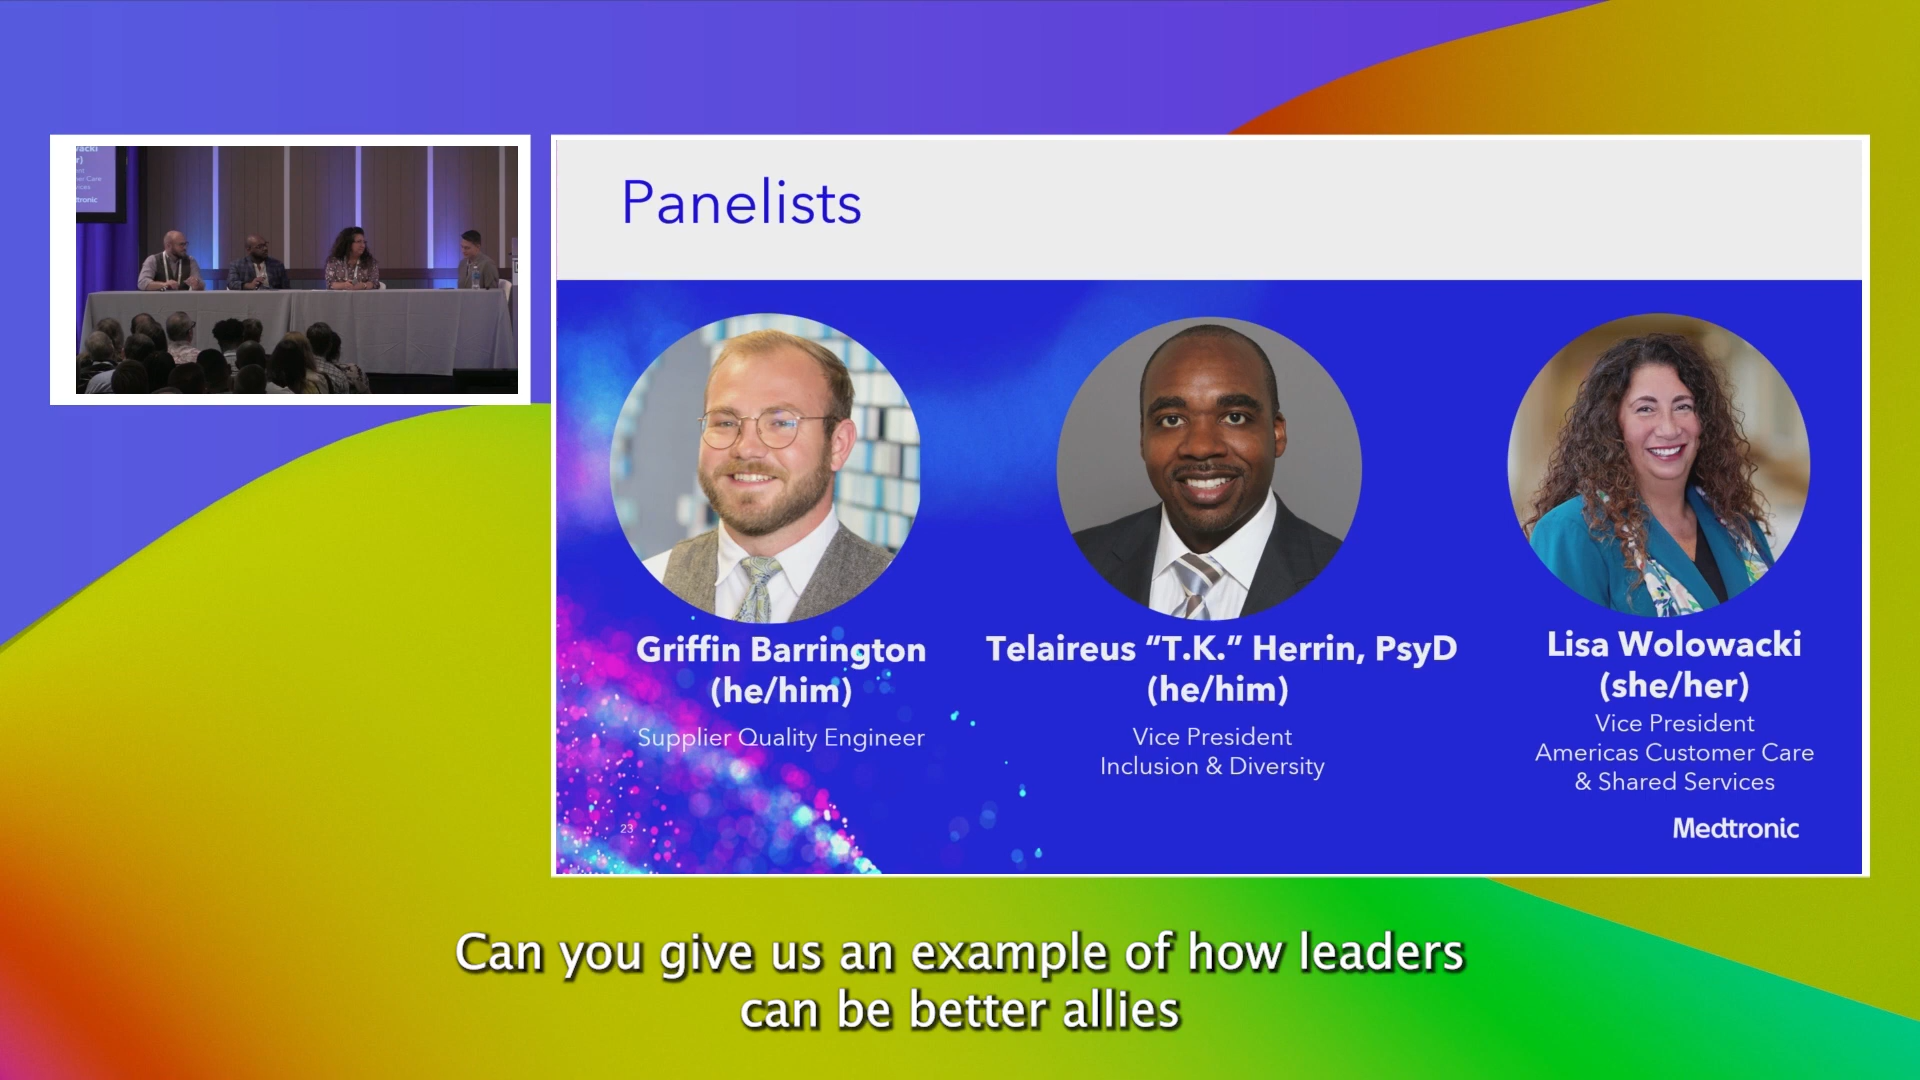 Panelists
Griffin Barrington
(he/him)
Supplier Quality Engineer
Telaireus “T.K.” Herrin, PsyD
(he/him)
Vice President
Inclusion & Diversity
Lisa Wolowacki
(she/her)
Vice President
Americas Customer Care
& Shared Services
23
Medtronic
Can you give us an example of how leaders
can be better allies